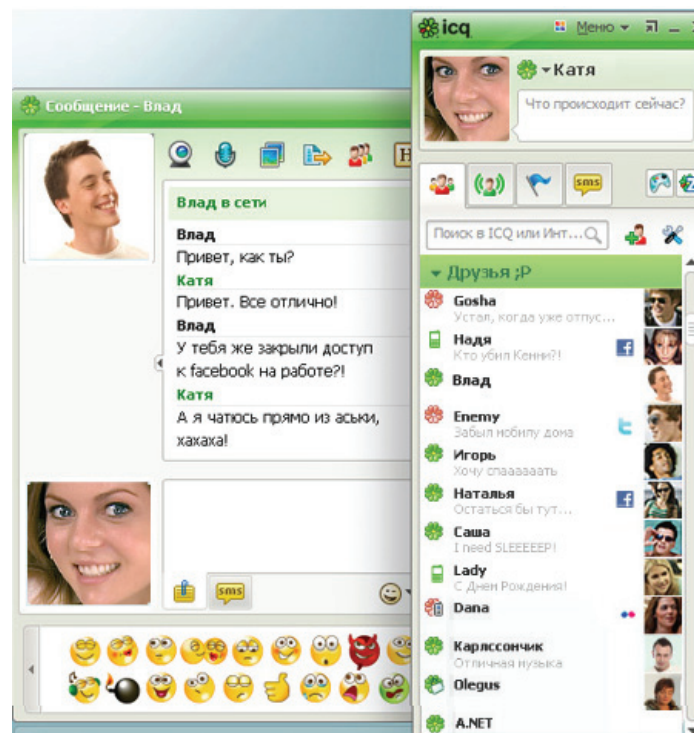 Сообщение - Влад
Влад в сети
Влад
Привет, как ты?
Катя
Привет. Все отлично!
Влад
У тебя же закрыли доступ
к facebook на работе?!
Катя
А я чатюсь прямо из аськи,
хахаха!
sms
icq
Меню
Катя
Что происходит сейчас?
sms
Поиск в ICQ или Инт...
Друзья ;P
Gosha
Устал, когда уже отпус...
Надя
Кто убил Кенни?!
Влад
Enemy
Забыл мобилу дома
Игорь
Хочу спаааааать
Наталья
Остаться бы тут...
Саша
I need SLEEEEEP!
Lady
С Днем Рождения!
Dana
Карлссончик
Отличная музыка
Olegus
A.NET